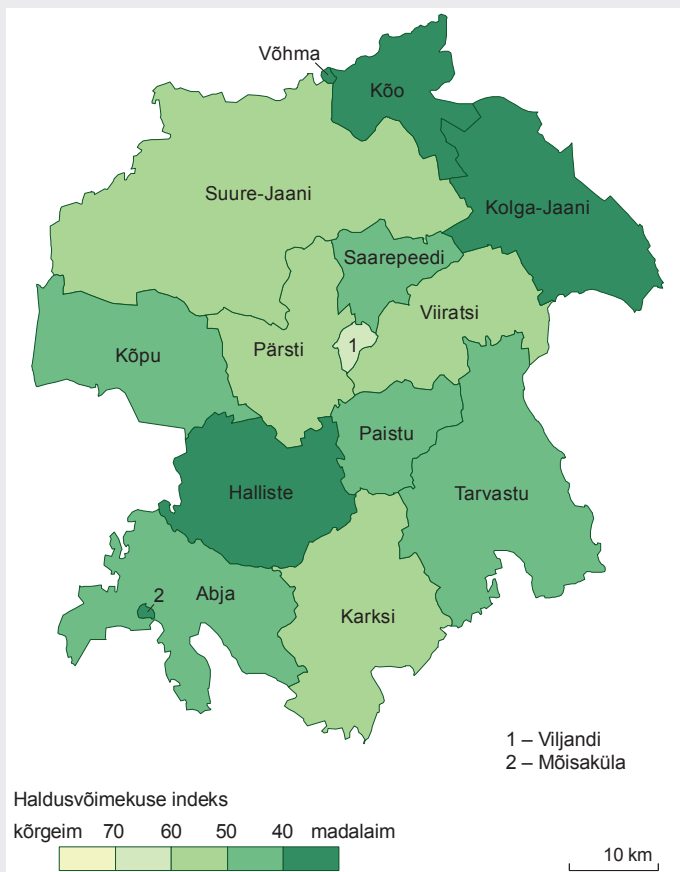 Võhma
Kõo
Suure-Jaani
Kolga-Jaani
Saarepeedi
Viiratsi
Kõpu
Pärsti
1
Paistu
Halliste
Tarvastu
2
Abja
Karksi
1 – Viljandi
2 – Mõisaküla
Haldusvõimekuse indeks
kõrgeim 70 60 50 40 madalaim
10 km